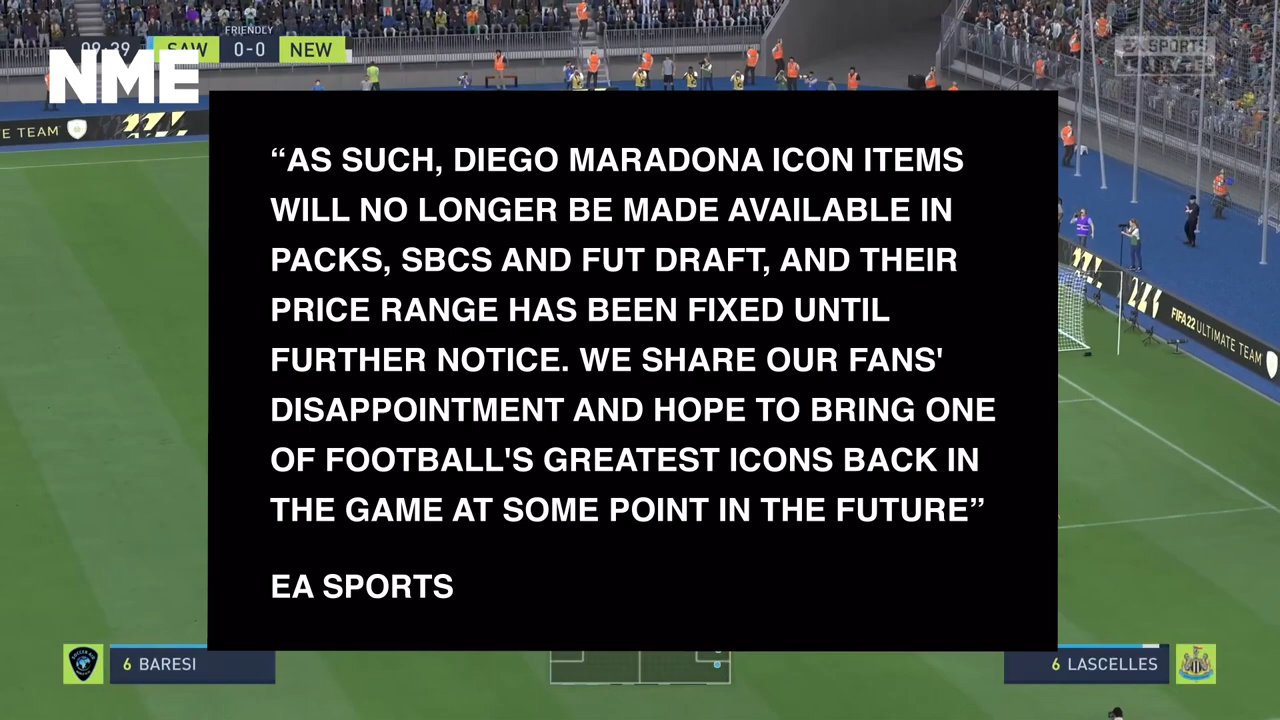 FRIENDLY
SAW 0-0 NEW
NME
EA SPORTS
E TEAM
“AS SUCH, DIEGO MARADONA ICON ITEMS
WILL NO LONGER BE MADE AVAILABLE IN
PACKS, SBCS AND FUT DRAFT, AND THEIR
PRICE RANGE HAS BEEN FIXED UNTIL
FURTHER NOTICE. WE SHARE OUR FANS'
DISAPPOINTMENT AND HOPE TO BRING ONE
OF FOOTBALL'S GREATEST ICONS BACK IN
THE GAME AT SOME POINT IN THE FUTURE”
EA SPORTS
FIFA22 ULTIMATE TEAM
6 BARESI
6 LASCELLES